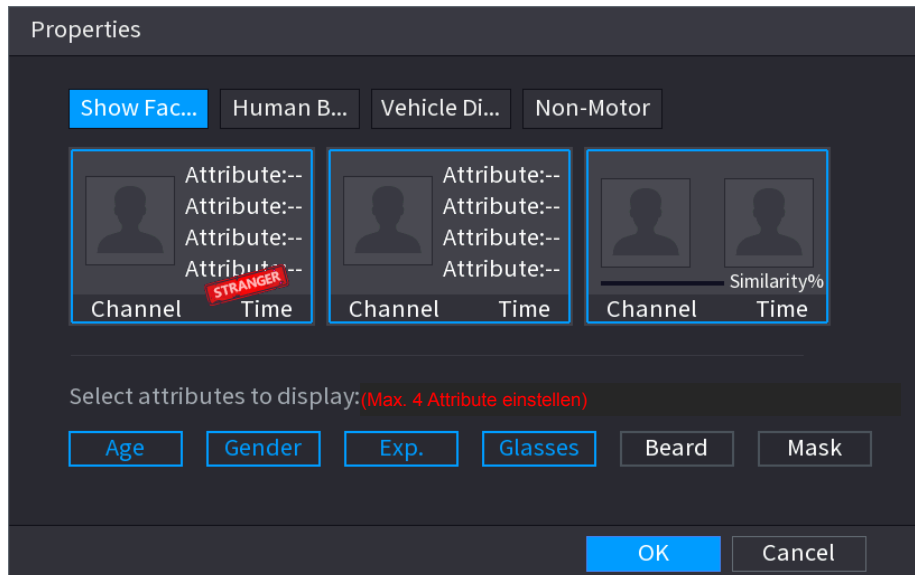 Properties
Show Fac... Human B... Vehicle Di... Non-Motor
Attribute:-- Attribute:--
Attribute:-- Attribute:--
Attribute:-- Attribute:--
Attribute:-- Attribute:--
STRANGER Similarity%
Channel Time Channel Time Channel Time
Select attributes to display:(Max. 4 Attribute einstellen)
Age Gender Exp. Glasses Beard Mask
OK Cancel